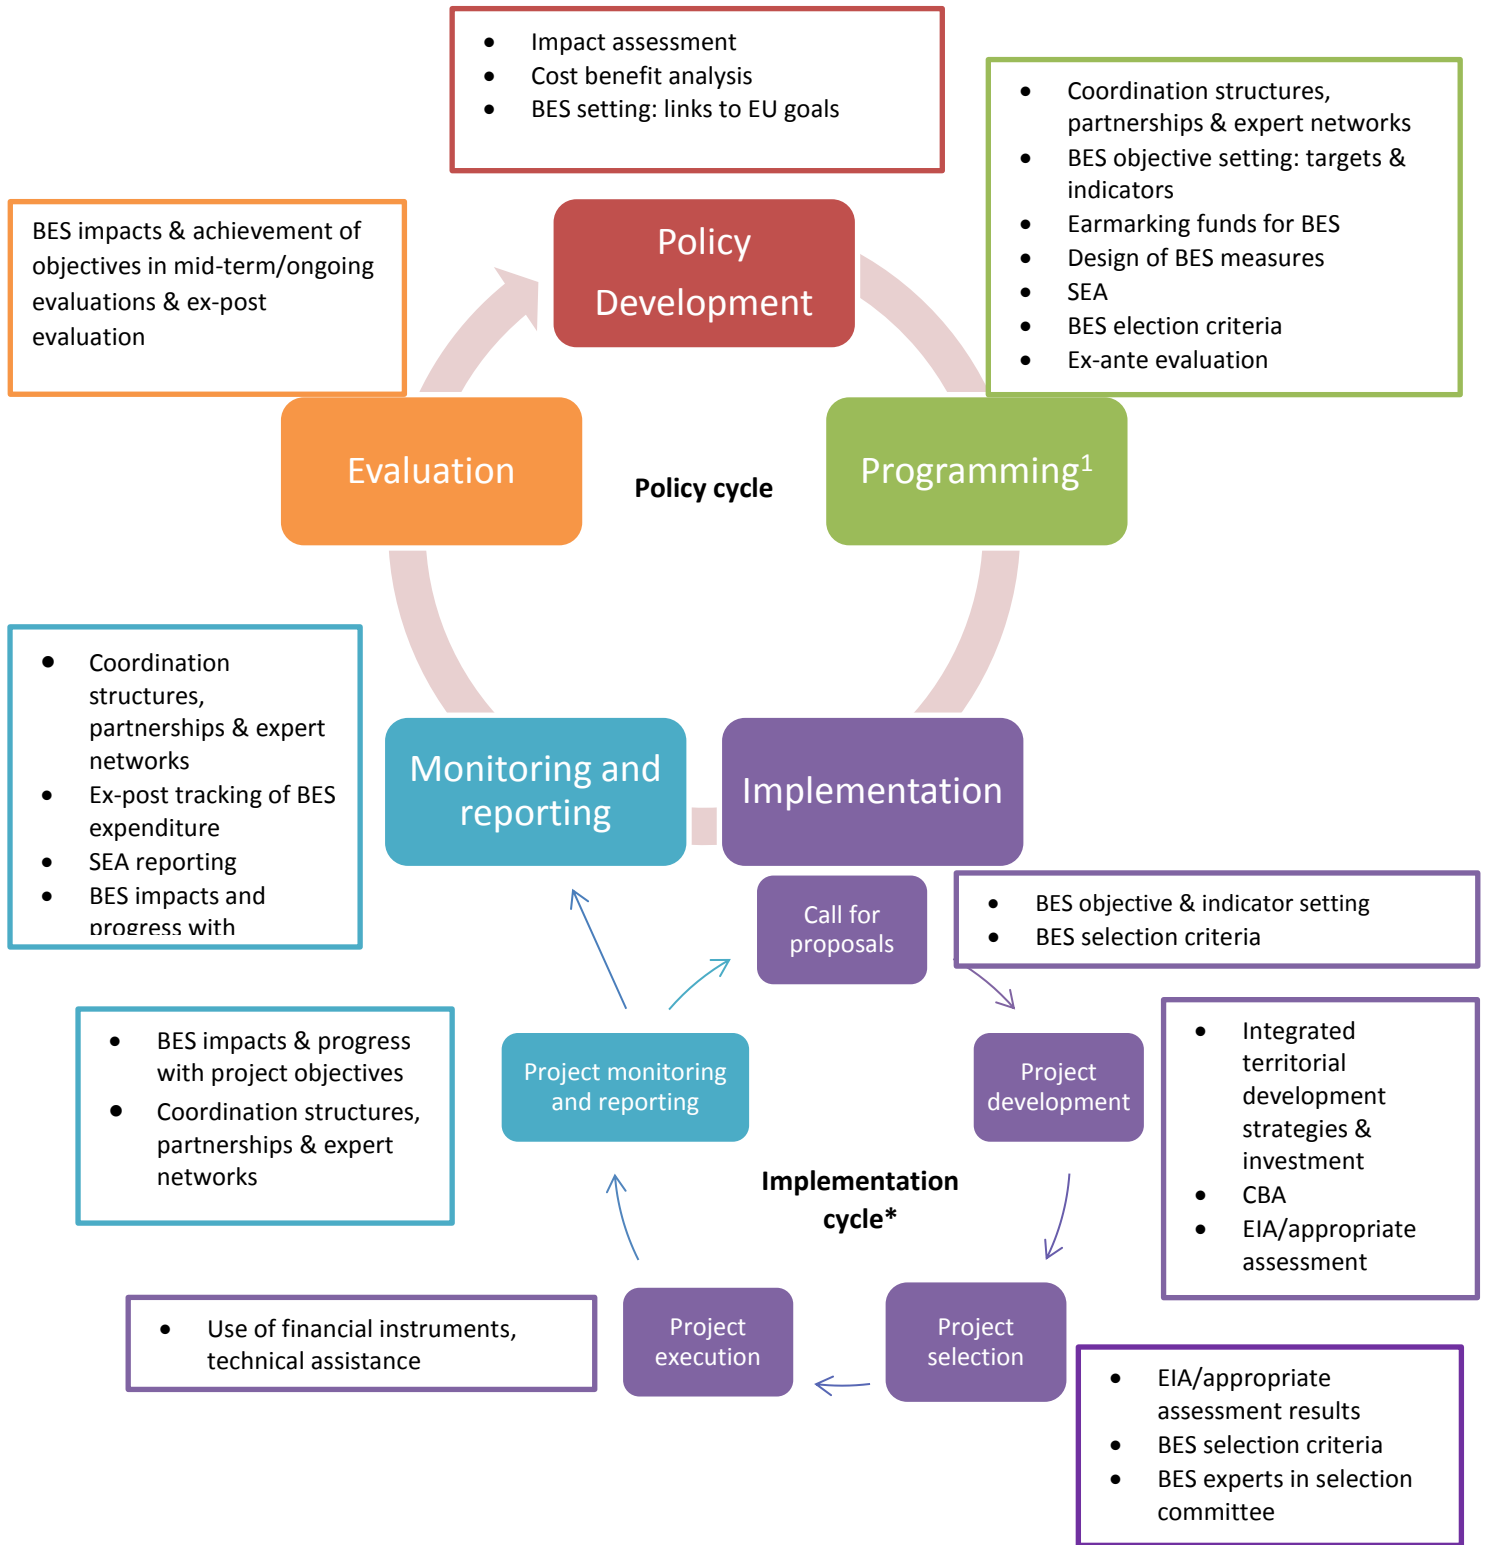 • Impact assessment
• Cost benefit analysis
• BES setting: links to EU goals
• Coordination structures,
partnerships & expert networks
• BES objective setting: targets &
indicators
• Earmarking funds for BES
• Design of BES measures
• SEA
• BES election criteria
• Ex-ante evaluation
BES impacts & achievement of
objectives in mid-term/ongoing
evaluations & ex-post
evaluation
Policy
Development
Evaluation
Policy cycle
Programming1
• Coordination
structures,
partnerships & expert
networks
• Ex-post tracking of BES
expenditure
• SEA reporting
• BES impacts and
progress with
Monitoring and
reporting
Implementation
Call for
proposals
• BES objective & indicator setting
• BES selection criteria
• BES impacts & progress
with project objectives
• Coordination structures,
partnerships & expert
networks
Project monitoring
and reporting
Project
development
• Integrated
territorial
development
strategies &
investment
• CBA
• EIA/appropriate
assessment
Implementation
cycle*
• Use of financial instruments,
technical assistance
Project
execution
Project
selection
• EIA/appropriate
assessment results
• BES selection criteria
• BES experts in selection
committee